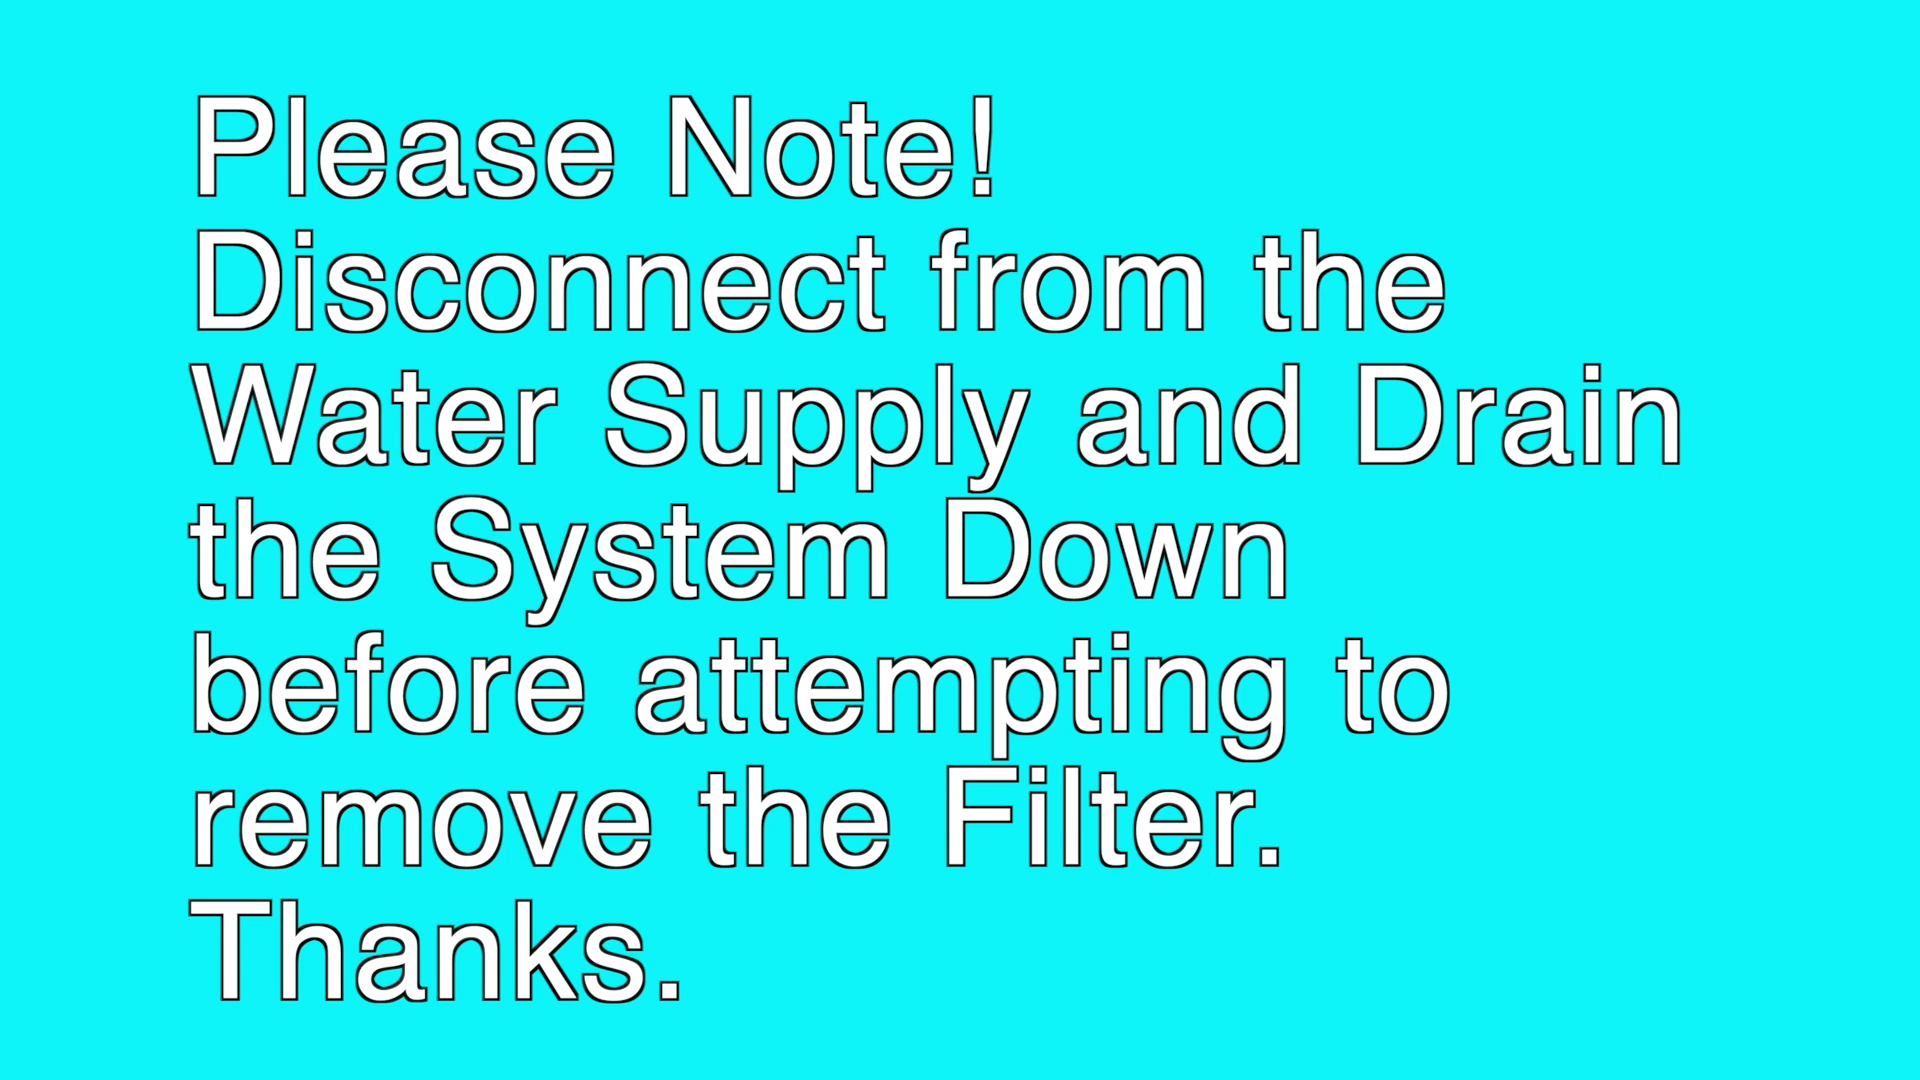 Please Note!
Disconnect from the
Water Supply and Drain
the System Down
before attempting to
remove the Filter.
Thanks.